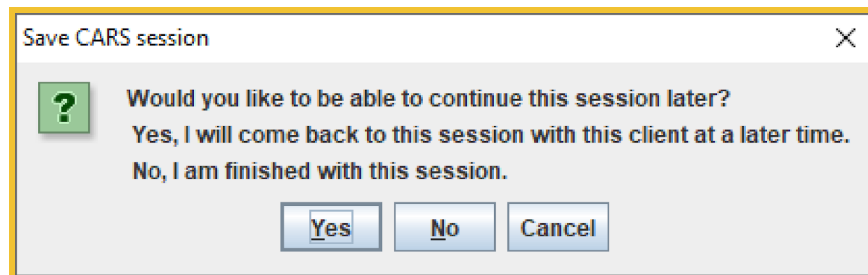 Save CARS session
?
Would you like to be able to continue this session later?
Yes, I will come back to this session with this client at a later time.
No, I am finished with this session.
Yes No Cancel